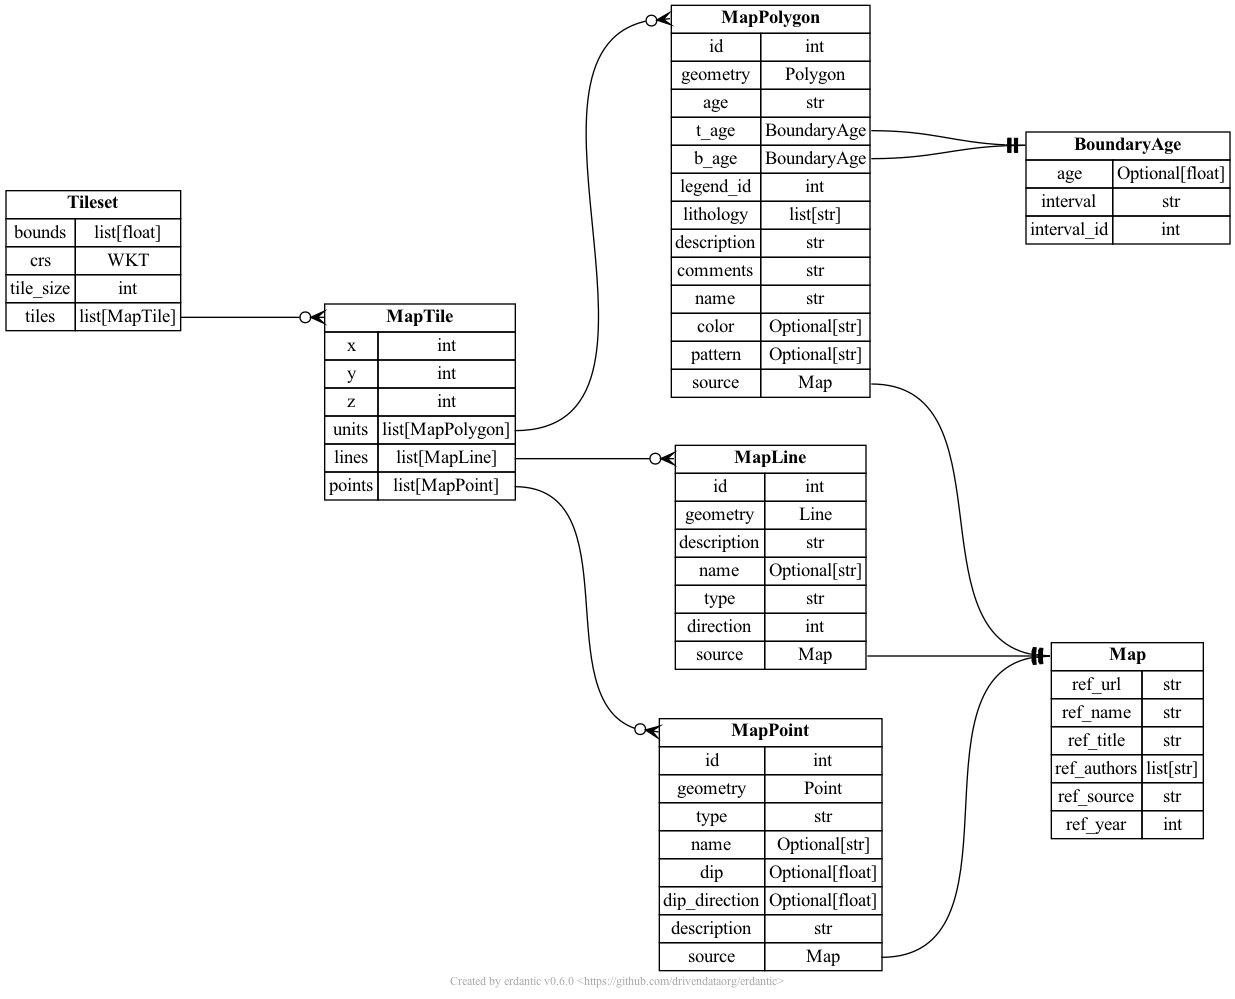 Tileset
bounds list[float]
crs WKT
tile_size int
tiles list[MapTile]
MapTile
x int
y int
z int
units list[MapPolygon]
lines list[MapLine]
points list[MapPoint]
MapPolygon
id int
geometry Polygon
age str
t_age BoundaryAge
b_age BoundaryAge
legend_id int
lithology list[str]
description str
comments str
name str
color Optional[str]
pattern Optional[str]
source Map
MapLine
id int
geometry Line
description str
name Optional[str]
type str
direction int
source Map
MapPoint
id int
geometry Point
type str
name Optional[str]
dip Optional[float]
dip_direction Optional[float]
description str
source Map
BoundaryAge
age Optional[float]
interval str
interval_id int
Map
ref_url str
ref_name str
ref_title str
ref_authors list[str]
ref_source str
ref_year int
Created by erdantic v0.6.0 <https://github.com/drivendataorg/erdantic>